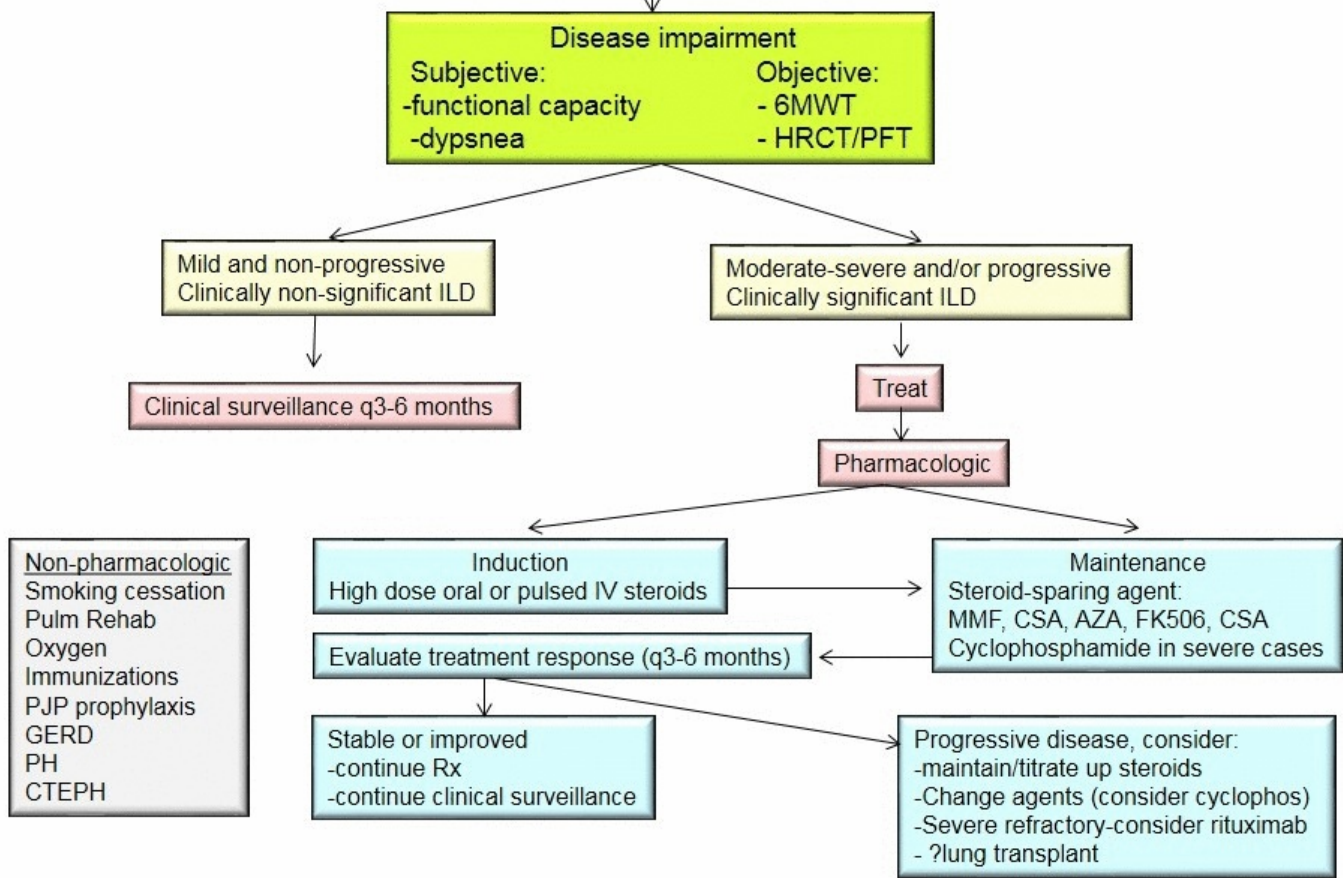 Disease impairment
Subjective:
-functional capacity
-dypsnea
Objective:
- 6MWT
- HRCT/PFT
Mild and non-progressive
Clinically non-significant ILD
Moderate-severe and/or progressive
Clinically significant ILD
Clinical surveillance q3-6 months
Treat
Pharmacologic
Non-pharmacologic
Smoking cessation
Pulm Rehab
Oxygen
Immunizations
PJP prophylaxis
GERD
PH
CTEPH
Induction
High dose oral or pulsed IV steroids
Maintenance
Steroid-sparing agent:
MMF, CSA, AZA, FK506, CSA
Cyclophosphamide in severe cases
Evaluate treatment response (q3-6 months)
Stable or improved
-continue Rx
-continue clinical surveillance
Progressive disease, consider:
-maintain/titrate up steroids
-Change agents (consider cyclophos)
-Severe refractory-consider rituximab
- ?lung transplant